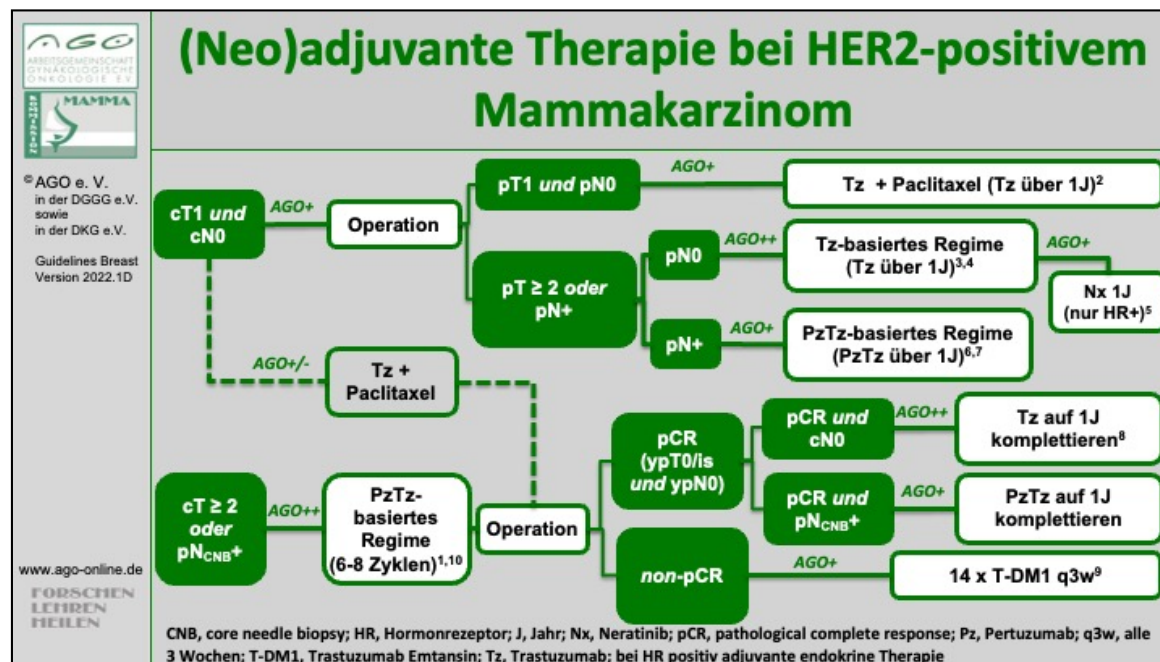 AGO
ARBEITSGEMEINSCHAFT
GYNÄKOLOGISCHE
ONKOLOGIE E.V.
MAMMA
(Neo)adjuvante Therapie bei HER2-positivem
Mammakarzinom
© AGO e. V.
in der DGGG e.V.
sowie
in der DKG e.V.
Guidelines Breast
Version 2022.1D
cT1 und
cN0
AGO+
Operation
pT1 und pN0
AGO+
Tz + Paclitaxel (Tz über 1J)²
pT ≥ 2 oder
pN+
pN0
AGO++
Tz-basiertes Regime
(Tz über 1J)³,⁴
AGO+
Nx 1J
(nur HR+)⁵
pN+
AGO+
PzTz-basiertes Regime
(PzTz über 1J)⁶,⁷
AGO+/-
Tz +
Paclitaxel
cT ≥ 2
oder
pNCNB+
AGO++
PzTz-
basiertes
Regime
(6-8 Zyklen)¹,¹⁰
Operation
pCR
(ypT0/is
und ypN0)
pCR und
cN0
AGO++
Tz auf 1J
komplettieren⁸
pCR und
pNCNB+
AGO+
PzTz auf 1J
komplettieren
non-pCR
AGO+
14 x T-DM1 q3w⁹
www.ago-online.de
FORSCHEN
LEHREN
HEILEN
CNB, core needle biopsy; HR, Hormonrezeptor; J, Jahr; Nx, Neratinib; pCR, pathological complete response; Pz, Pertuzumab; q3w, alle
3 Wochen; T-DM1, Trastuzumab Emtansin; Tz, Trastuzumab; bei HR positiv adjuvante endokrine Therapie